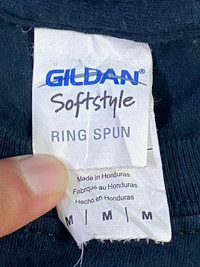 GILDAN®
Softstyle
RING SPUN
Made in Honduras
Fabriqué au Honduras
Hecho en Honduras
M | M | M